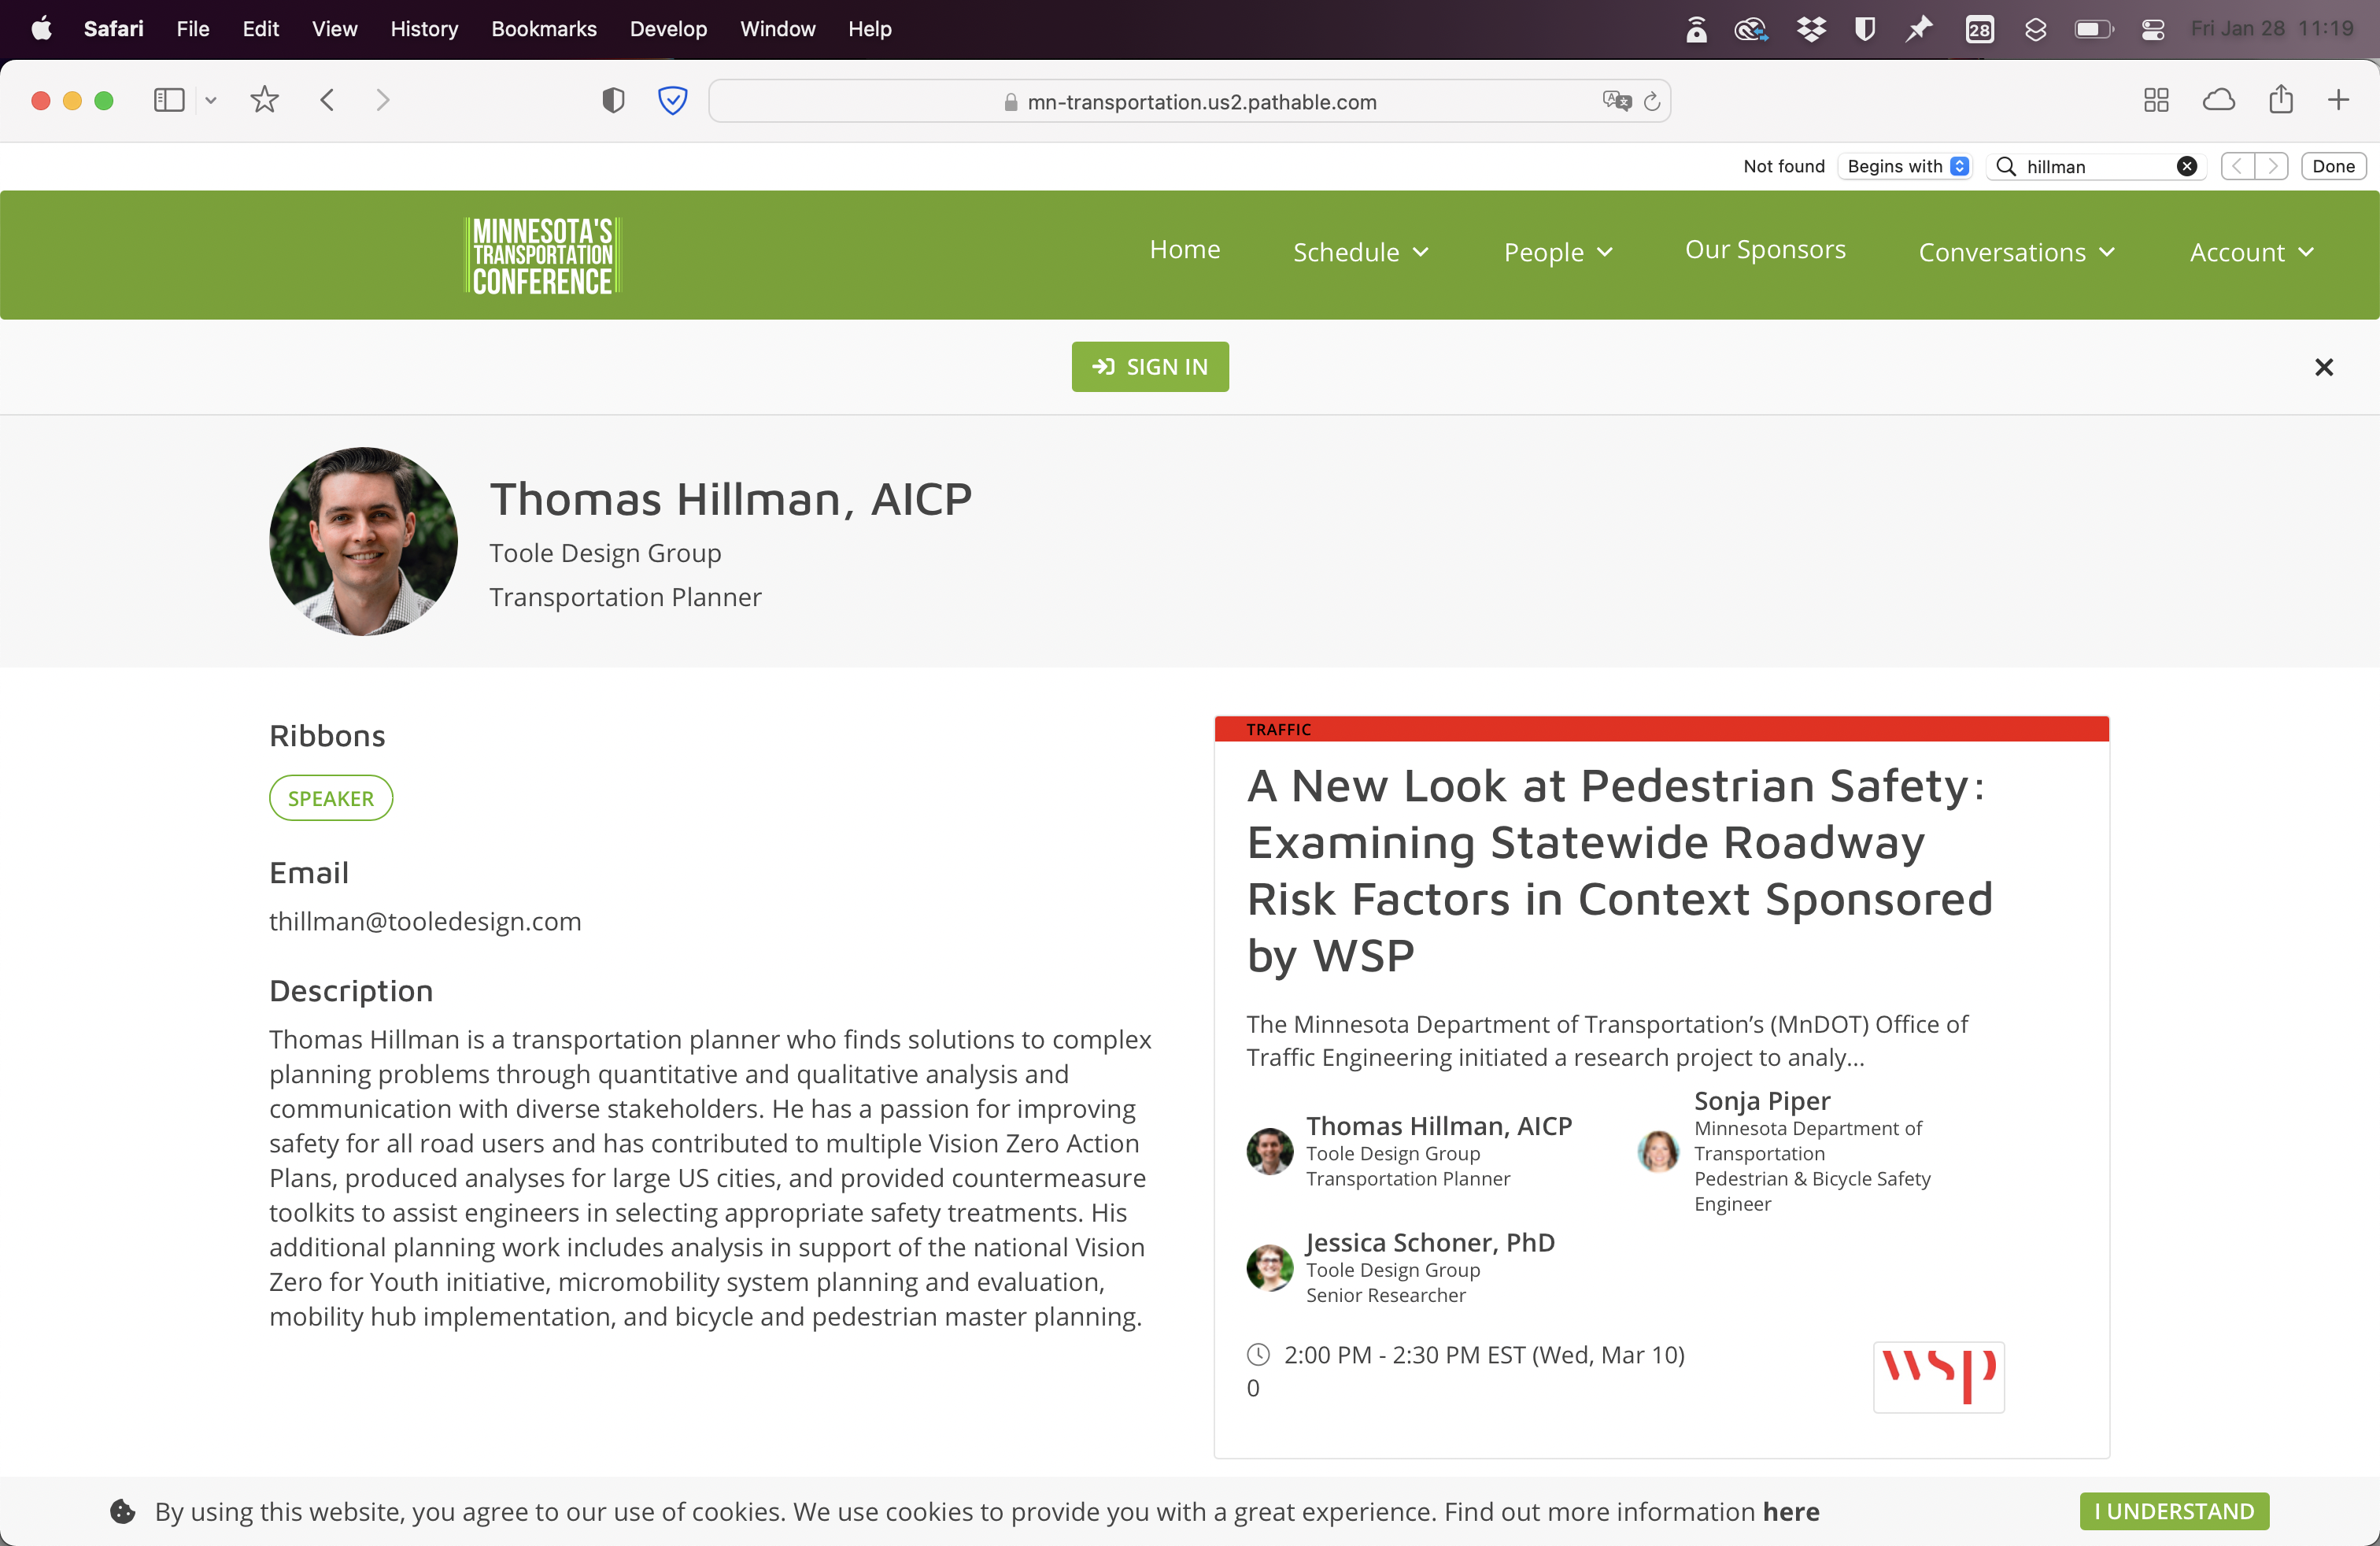 Safari File Edit View History Bookmarks Develop Window Help 28 Fri Jan 28 11:19
mn-transportation.us2.pathable.com
Not found Begins with hillman Done
MINNESOTA'S
TRANSPORTATION
CONFERENCE
Home Schedule People Our Sponsors Conversations Account
SIGN IN
Thomas Hillman, AICP
Toole Design Group
Transportation Planner
Ribbons
SPEAKER
Email
thillman@tooledesign.com
Description
Thomas Hillman is a transportation planner who finds solutions to complex
planning problems through quantitative and qualitative analysis and
communication with diverse stakeholders. He has a passion for improving
safety for all road users and has contributed to multiple Vision Zero Action
Plans, produced analyses for large US cities, and provided countermeasure
toolkits to assist engineers in selecting appropriate safety treatments. His
additional planning work includes analysis in support of the national Vision
Zero for Youth initiative, micromobility system planning and evaluation,
mobility hub implementation, and bicycle and pedestrian master planning.
TRAFFIC
A New Look at Pedestrian Safety:
Examining Statewide Roadway
Risk Factors in Context Sponsored
by WSP
The Minnesota Department of Transportation’s (MnDOT) Office of
Traffic Engineering initiated a research project to analy...
Thomas Hillman, AICP
Toole Design Group
Transportation Planner
Sonja Piper
Minnesota Department of
Transportation
Pedestrian & Bicycle Safety
Engineer
Jessica Schoner, PhD
Toole Design Group
Senior Researcher
2:00 PM - 2:30 PM EST (Wed, Mar 10)
0
wsp
By using this website, you agree to our use of cookies. We use cookies to provide you with a great experience. Find out more information here
I UNDERSTAND